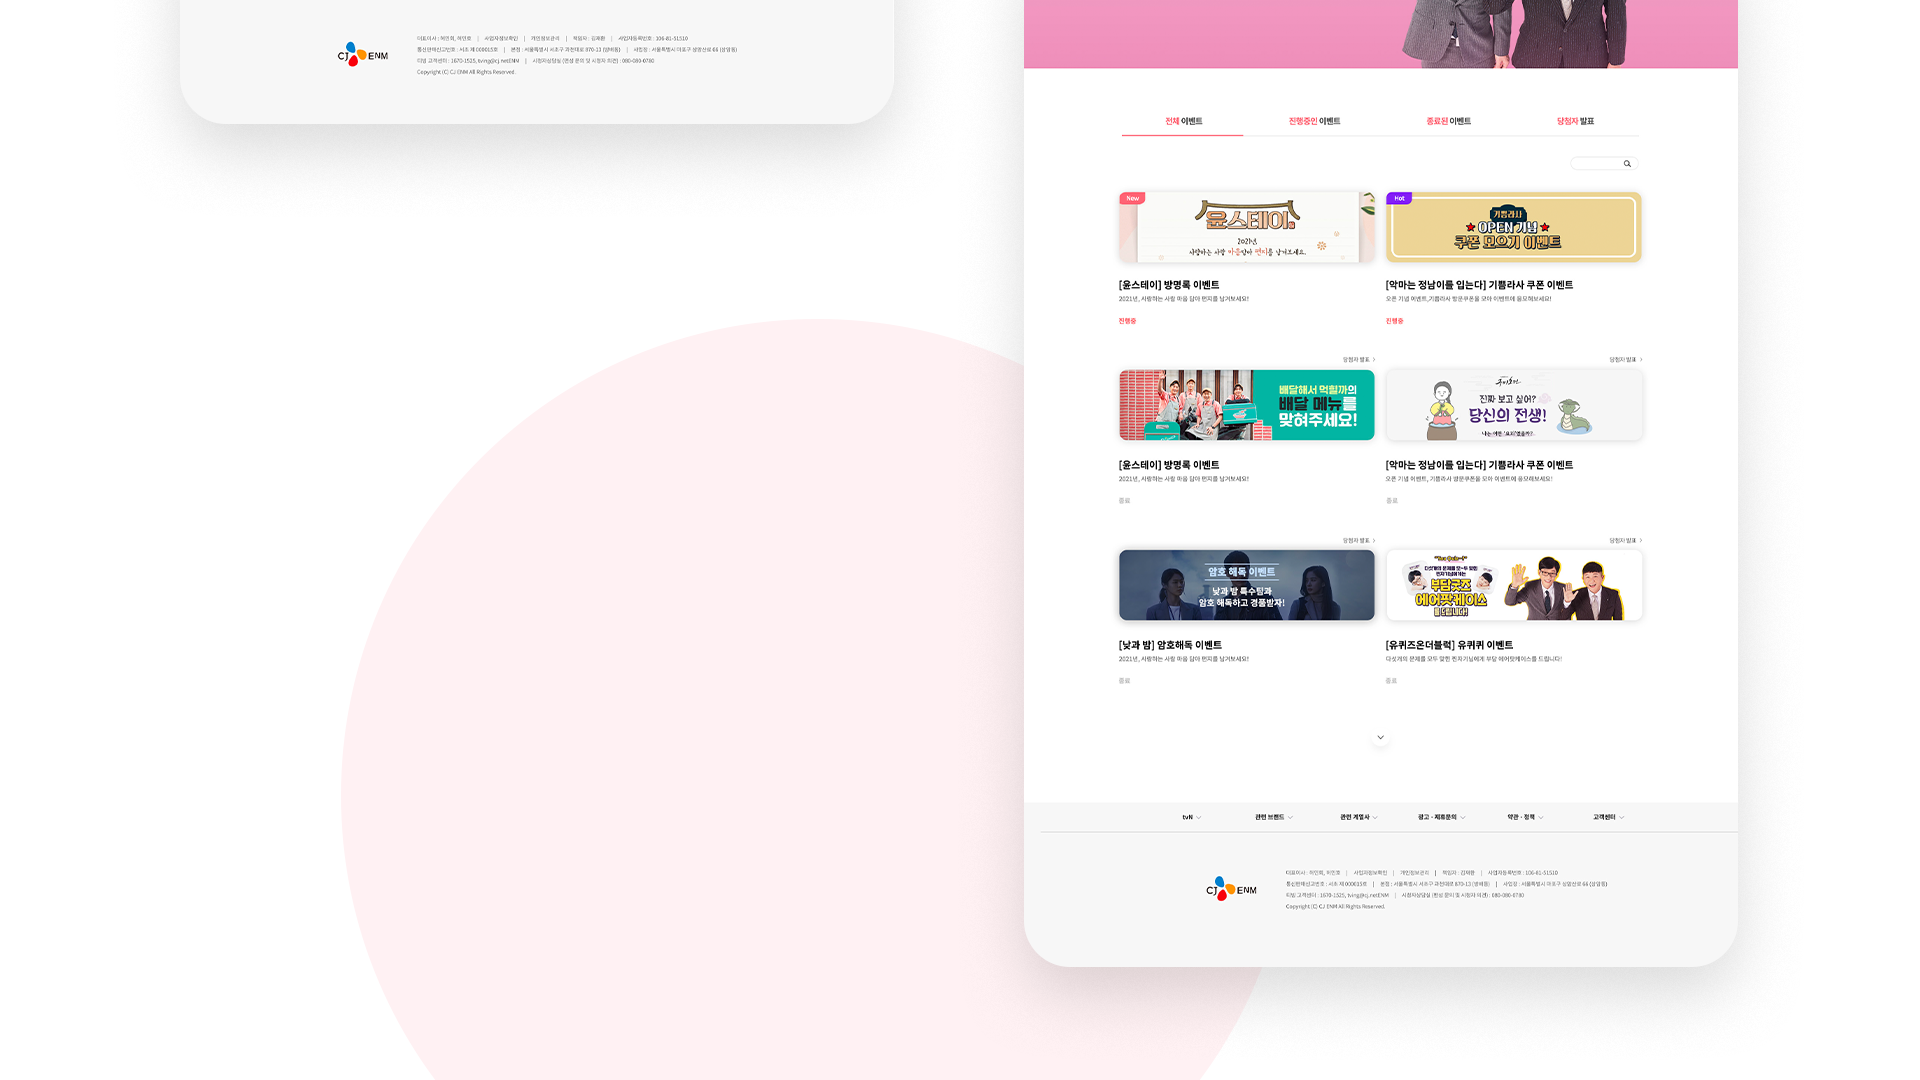 CJ ENM
대표이사 : 허민회, 허민호 | 사업자정보확인 | 개인정보관리 | 책임자 : 김재환 | 사업자등록번호 : 106-81-51510
통신판매신고번호 : 서초 제 00001호 | 본점 : 서울특별시 서초구 과천대로 870-13 (방배동) | 사업장 : 서울특별시 마포구 상암산로 66 (상암동)
티빙 고객센터 : 1670-1525, tving@cj.netENM | 시청자상담실 (편성 문의 및 시청자 의견) : 080-080-0780
Copyright (C) CJ ENM All Rights Reserved.
전체 이벤트 진행중인 이벤트 종료된 이벤트 당첨자 발표
New
윤스테이
2021년
사랑하는 사람 마음 담아 편지를 남겨보세요.
[윤스테이] 방명록 이벤트
2021년, 사랑하는 사람 마음 담아 편지를 남겨보세요!
진행중
Hot
기쁨라사
OPEN 기념
쿠폰 모으기 이벤트
[악마는 정남이를 입는다] 기쁨라사 쿠폰 이벤트
오픈 기념 이벤트, 기쁨라사 방문쿠폰을 모아 이벤트에 응모해보세요!
진행중
당첨자 발표 >
배달해서 먹힐까의
배달 메뉴를
맞혀주세요!
[윤스테이] 방명록 이벤트
2021년, 사랑하는 사람 마음 담아 편지를 남겨보세요!
종료
당첨자 발표 >
진짜 보고 싶어?
당신의 전생!
나는 어떤 '요괴'였을까?
[악마는 정남이를 입는다] 기쁨라사 쿠폰 이벤트
오픈 기념 이벤트, 기쁨라사 방문쿠폰을 모아 이벤트에 응모해보세요!
종료
당첨자 발표 >
암호 해독 이벤트
낮과 밤 특수팀과
암호 해독하고 경품받자!
[낮과 밤] 암호해독 이벤트
2021년, 사랑하는 사람 마음 담아 편지를 남겨보세요!
종료
당첨자 발표 >
다섯개의 문제를 모~두 맞힌
부담굿즈
에어팟케이스
를 드립니다!
[유퀴즈온더블럭] 유퀴퀴 이벤트
다섯개의 문제를 모두 맞힌 퀸자기님에게 부담 에어팟케이스를 드립니다!
종료
tvN 관련 브랜드 관련 계열사 광고 · 제휴문의 약관 · 정책 고객센터
CJ ENM
대표이사 : 허민회, 허민호 | 사업자정보확인 | 개인정보관리 | 책임자 : 김재환 | 사업자등록번호 : 106-81-51510
통신판매신고번호 : 서초 제 00001호 | 본점 : 서울특별시 서초구 과천대로 870-13 (방배동) | 사업장 : 서울특별시 마포구 상암산로 66 (상암동)
티빙 고객센터 : 1670-1525, tving@cj.netENM | 시청자상담실 (편성 문의 및 시청자 의견) : 080-080-0780
Copyright (C) CJ ENM All Rights Reserved.